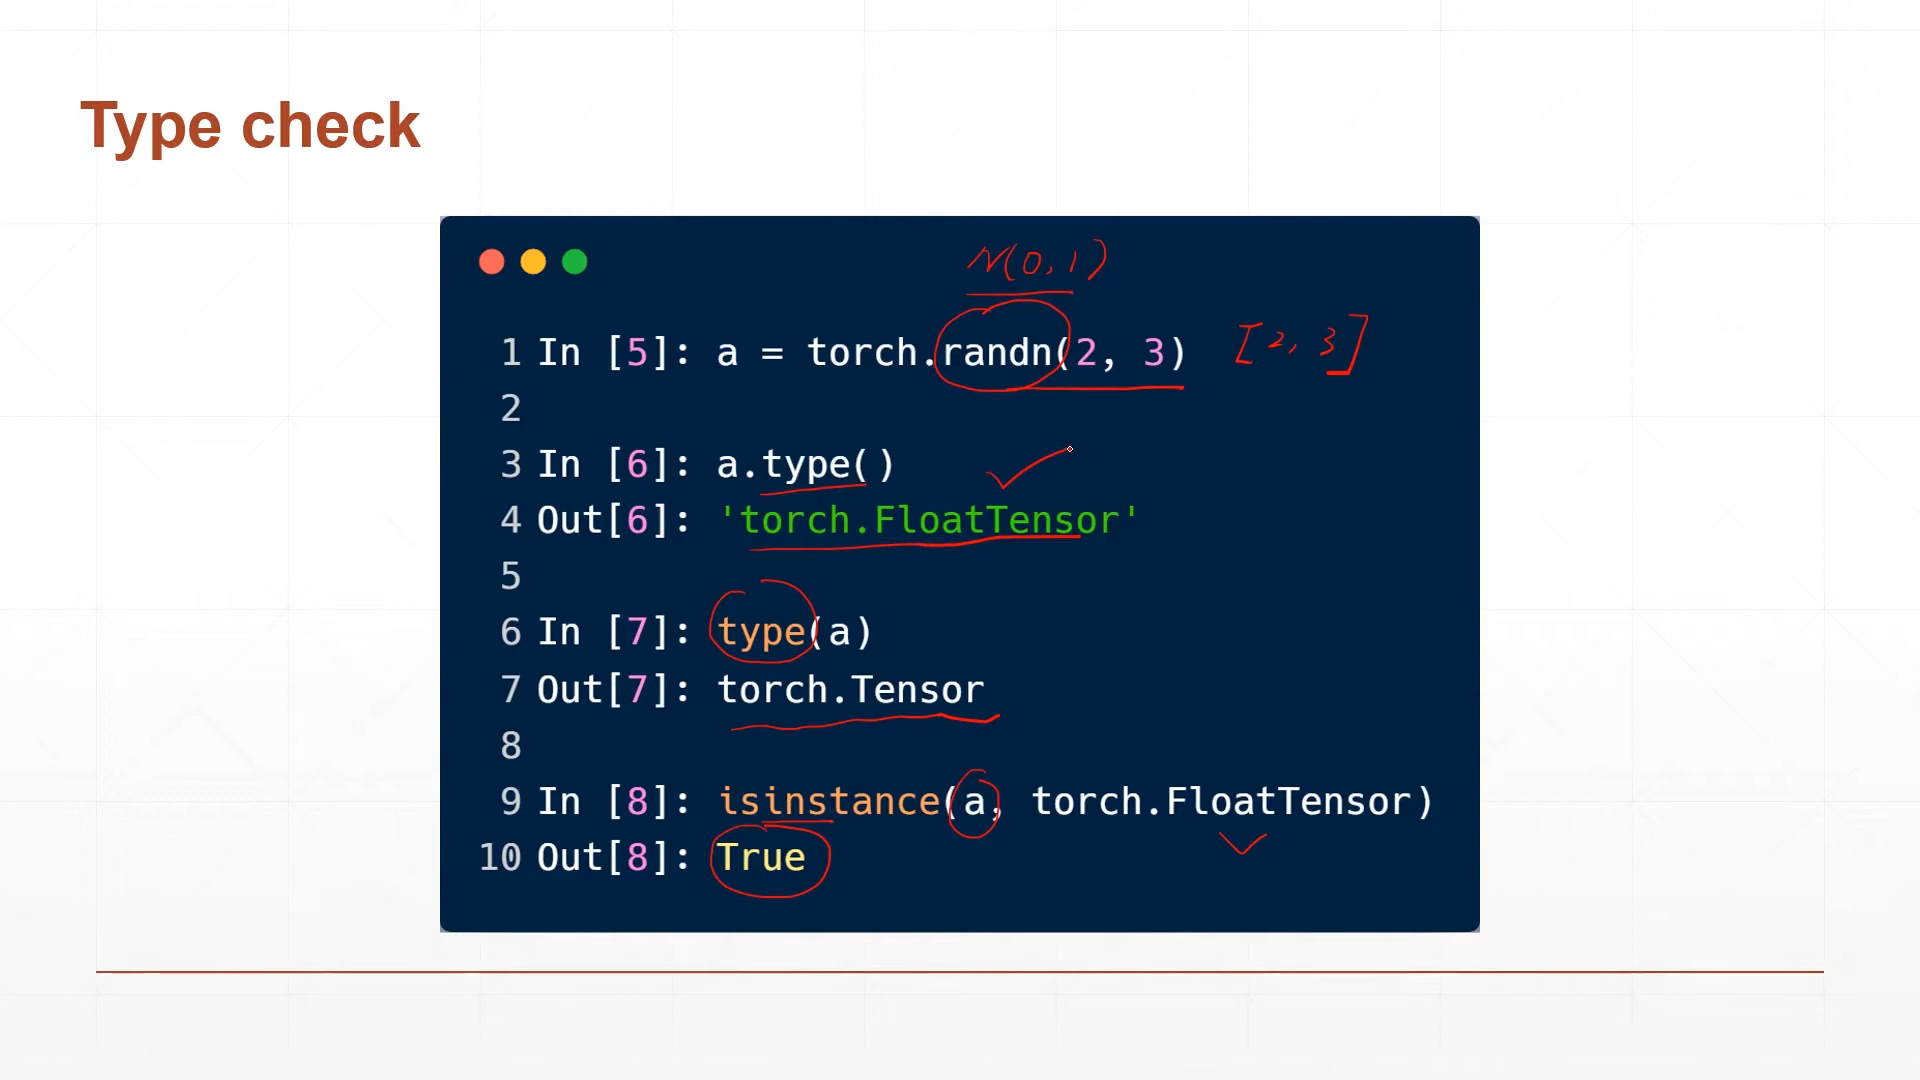 Type check
N(0,1)
1 In [5]: a = torch.randn(2, 3) [2, 3]
2
3 In [6]: a.type()
4 Out[6]: 'torch.FloatTensor'
5
6 In [7]: type(a)
7 Out[7]: torch.Tensor
8
9 In [8]: isinstance(a, torch.FloatTensor)
10 Out[8]: True